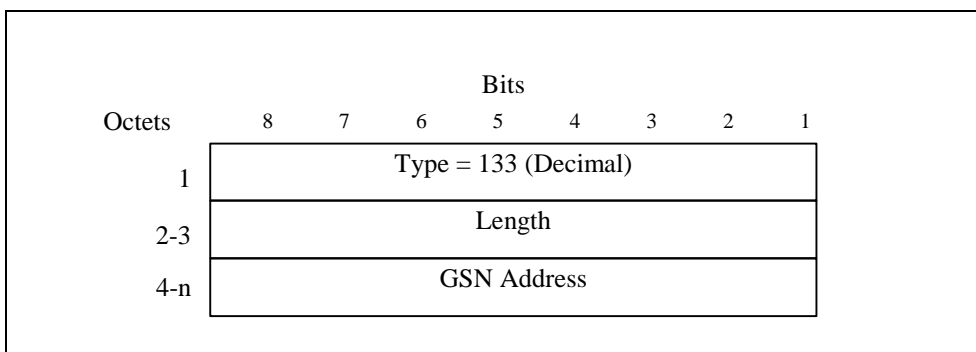 Bits
Octets 8 7 6 5 4 3 2 1
1 Type = 133 (Decimal)
2-3 Length
4-n GSN Address